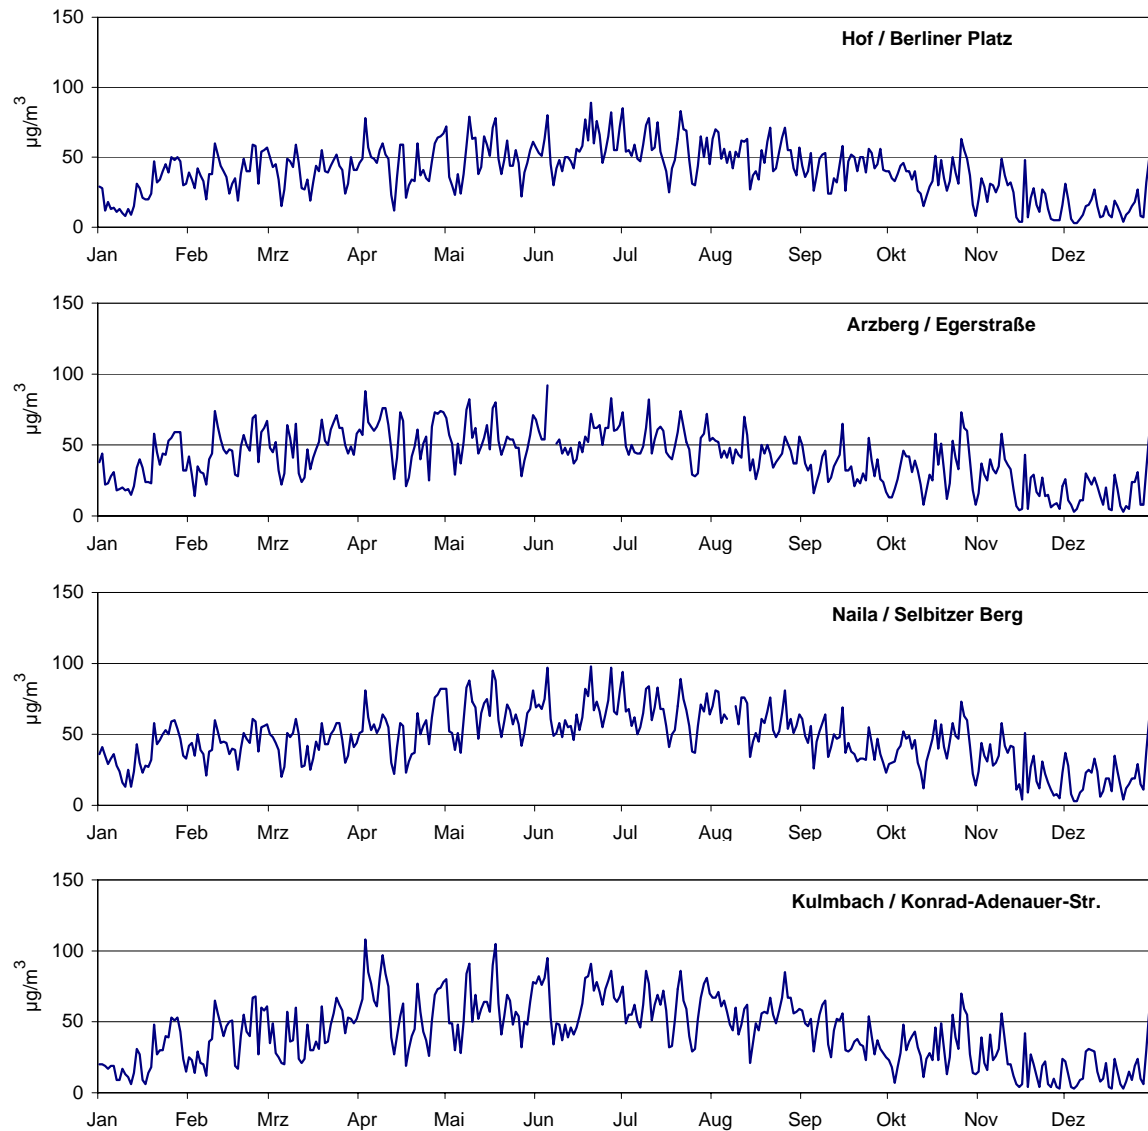 150
Hof / Berliner Platz
100
µg/m³
50
0
Jan Feb Mrz Apr Mai Jun Jul Aug Sep Okt Nov Dez
150
Arzberg / Egerstraße
100
µg/m³
50
0
Jan Feb Mrz Apr Mai Jun Jul Aug Sep Okt Nov Dez
150
Naila / Selbitzer Berg
100
µg/m³
50
0
Jan Feb Mrz Apr Mai Jun Jul Aug Sep Okt Nov Dez
150
Kulmbach / Konrad-Adenauer-Str.
100
µg/m³
50
0
Jan Feb Mrz Apr Mai Jun Jul Aug Sep Okt Nov Dez